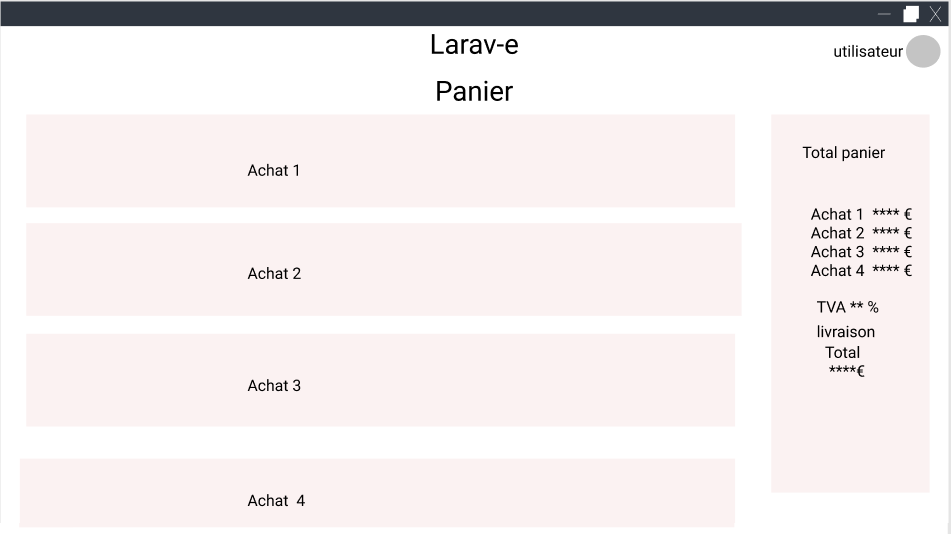 Larav-e
utilisateur
Panier
Achat 1
Achat 2
Achat 3
Achat  4
Total panier
Achat 1  **** €
Achat 2  **** €
Achat 3  **** €
Achat 4  **** €
TVA ** %
livraison
Total
****€